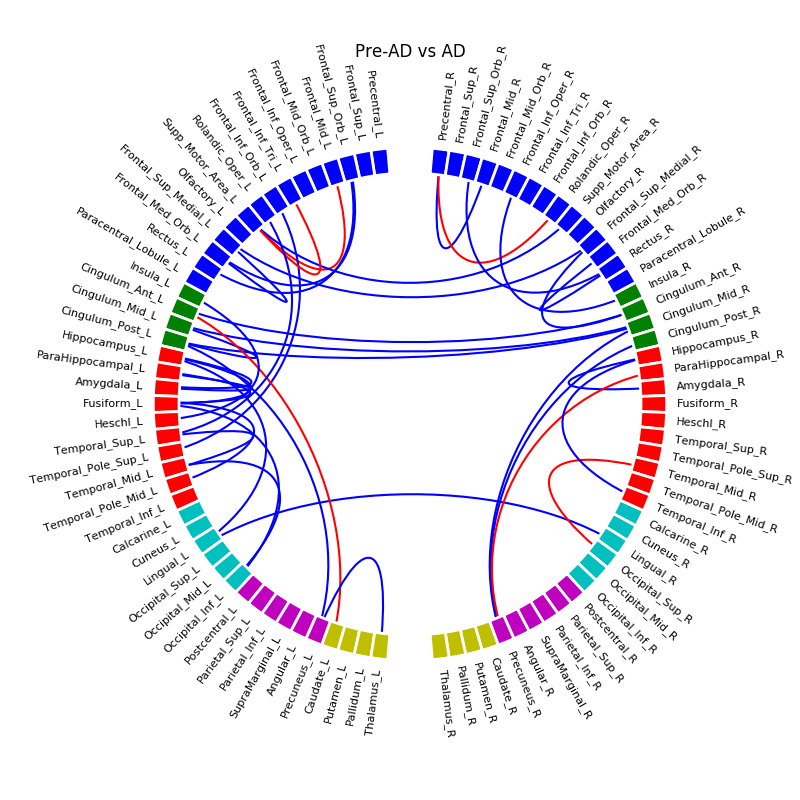 Pre-AD vs AD
Precentral_L
Frontal_Sup_L
Frontal_Sup_Orb_L
Frontal_Mid_L
Frontal_Mid_Orb_L
Frontal_Inf_Oper_L
Frontal_Inf_Tri_L
Frontal_Inf_Orb_L
Rolandic_Oper_L
Supp_Motor_Area_L
Olfactory_L
Frontal_Sup_Medial_L
Frontal_Med_Orb_L
Rectus_L
Paracentral_Lobule_L
Insula_L
Cingulum_Ant_L
Cingulum_Mid_L
Cingulum_Post_L
Hippocampus_L
ParaHippocampal_L
Amygdala_L
Fusiform_L
Heschl_L
Temporal_Sup_L
Temporal_Pole_Sup_L
Temporal_Mid_L
Temporal_Pole_Mid_L
Temporal_Inf_L
Calcarine_L
Cuneus_L
Lingual_L
Occipital_Sup_L
Occipital_Mid_L
Occipital_Inf_L
Postcentral_L
Parietal_Sup_L
Parietal_Inf_L
SupraMarginal_L
Angular_L
Precuneus_L
Caudate_L
Putamen_L
Pallidum_L
Thalamus_L
Thalamus_R
Pallidum_R
Putamen_R
Caudate_R
Precuneus_R
Angular_R
SupraMarginal_R
Parietal_Inf_R
Parietal_Sup_R
Postcentral_R
Occipital_Inf_R
Occipital_Mid_R
Occipital_Sup_R
Lingual_R
Cuneus_R
Calcarine_R
Temporal_Inf_R
Temporal_Pole_Mid_R
Temporal_Mid_R
Temporal_Pole_Sup_R
Temporal_Sup_R
Heschl_R
Fusiform_R
Amygdala_R
ParaHippocampal_R
Hippocampus_R
Cingulum_Post_R
Cingulum_Mid_R
Cingulum_Ant_R
Insula_R
Paracentral_Lobule_R
Rectus_R
Frontal_Med_Orb_R
Frontal_Sup_Medial_R
Olfactory_R
Supp_Motor_Area_R
Rolandic_Oper_R
Frontal_Inf_Orb_R
Frontal_Inf_Tri_R
Frontal_Inf_Oper_R
Frontal_Mid_Orb_R
Frontal_Mid_R
Frontal_Sup_Orb_R
Frontal_Sup_R
Precentral_R